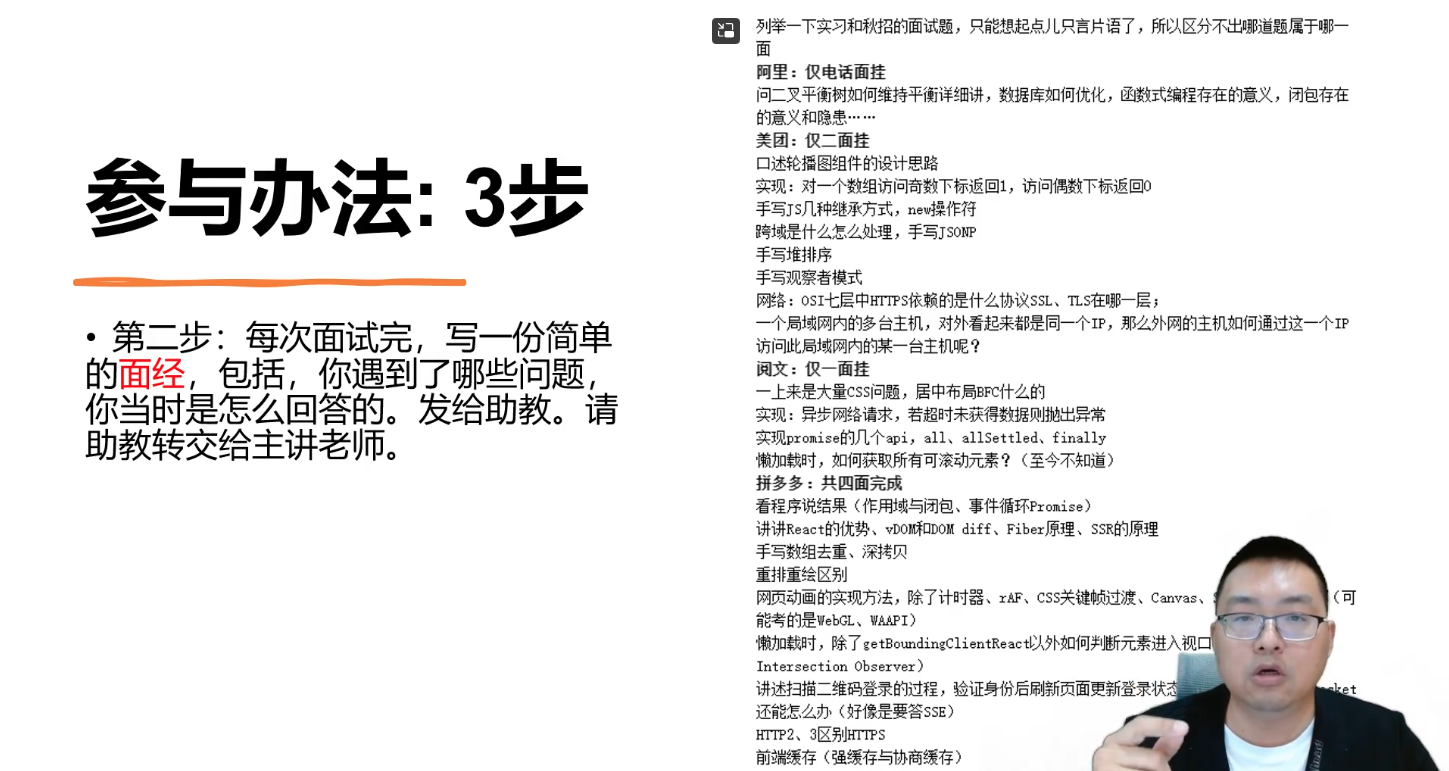 参与办法: 3步
• 第二步：每次面试完，写一份简单
的面经，包括，你遇到了哪些问题，
你当时是怎么回答的。发给助教。请
助教转交给主讲老师。
列举一下实习和秋招的面试题，只能想起点儿只言片语了，所以区分不出哪道题属于哪一
面
阿里：仅电话面挂
问二叉平衡树如何维持平衡详细讲，数据库如何优化，函数式编程存在的意义，闭包存在
的意义和隐患……
美团：仅二面挂
口述轮播图组件的设计思路
实现：对一个数组访问奇数下标返回1，访问偶数下标返回0
手写JS几种继承方式，new操作符
跨域是什么怎么处理，手写JSONP
手写堆排序
手写观察者模式
网络：OSI七层中HTTPS依赖的是什么协议SSL、TLS在哪一层；
一个局域网内的多台主机，对外看起来都是同一个IP，那么外网的主机如何通过这一个IP
访问此局域网内的某一台主机呢？
阅文：仅一面挂
一上来是大量CSS问题，居中布局BFC什么的
实现：异步网络请求，若超时未获得数据则抛出异常
实现promise的几个api，all、allSettled、finally
懒加载时，如何获取所有可滚动元素？（至今不知道）
拼多多：共四面完成
看程序说结果（作用域与闭包、事件循环Promise）
讲讲React的优势、vDOM和DOM diff、Fiber原理、SSR的原理
手写数组去重、深拷贝
重排重绘区别
网页动画的实现方法，除了计时器、rAF、CSS关键帧过渡、Canvas、（可
能考的是WebGL、WAAPI）
懒加载时，除了getBoundingClientReact以外如何判断元素进入视口
Intersection Observer）
讲述扫描二维码登录的过程，验证身份后刷新页面更新登录状态
还能怎么办（好像是要答SSE）
HTTP2、3区别HTTPS
前端缓存（强缓存与协商缓存）